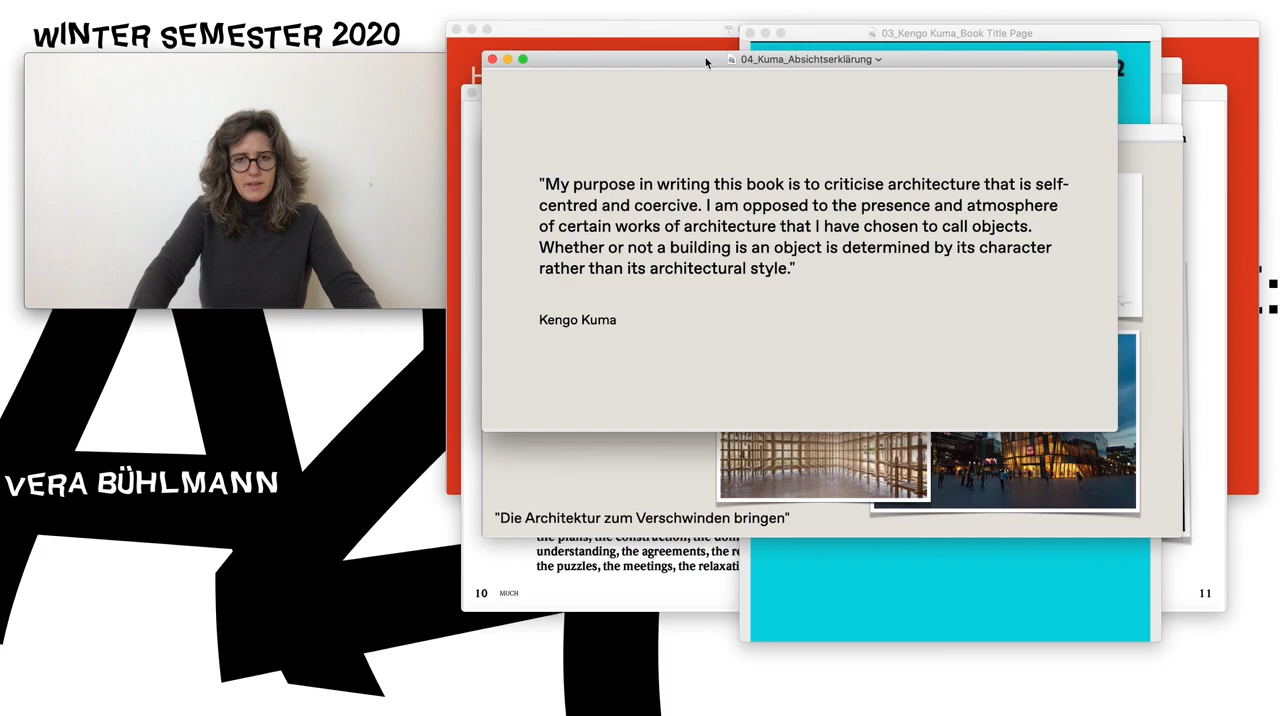 WINTER SEMESTER 2020
03_Kengo Kuma_Book Title Page
04_Kuma_Absichtserklärung
"My purpose in writing this book is to criticise architecture that is self-
centred and coercive. I am opposed to the presence and atmosphere
of certain works of architecture that I have chosen to call objects.
Whether or not a building is an object is determined by its character
rather than its architectural style."
Kengo Kuma
VERA BÜHLMANN
"Die Architektur zum Verschwinden bringen"
understanding, the agreements, the
the puzzles, the meetings, the
10 MUCH
11